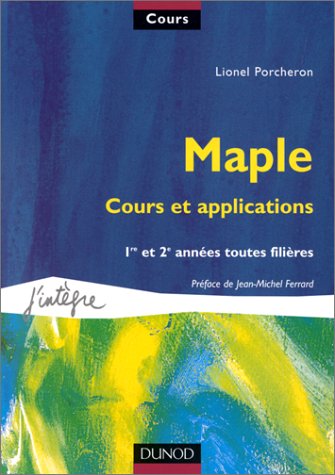 Cours
Lionel Porcheron
Maple
Cours et applications
1re et 2e années toutes filières
Préface de Jean-Michel Ferrard
j'intègre
DUNOD